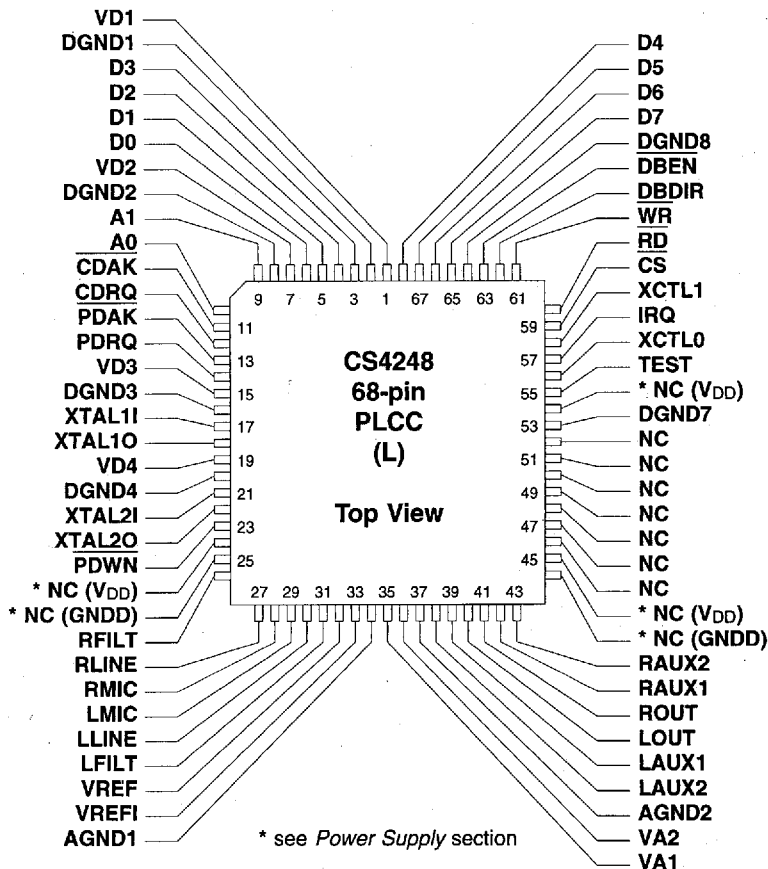 VD1
DGND1
D3
D2
D1
D0
VD2
DGND2
A1
A0
CDAK
CDRQ
PDAK
PDRQ
VD3
DGND3
XTAL1I
XTAL1O
VD4
DGND4
XTAL2I
XTAL2O
PDWN
* NC (VDD)
* NC (GNDD)
RFILT
RLINE
RMIC
LMIC
LLINE
LFILT
VREF
VREFI
AGND1
9 7 5 3 1 67 65 63 61
11
13
15
17
19
21
23
25
CS4248
68-pin
PLCC
(L)
Top View
59
57
55
53
51
49
47
45
27 29 31 33 35 37 39 41 43
* see Power Supply section
D4
D5
D6
D7
DGND8
DBEN
DBDIR
WR
RD
CS
XCTL1
IRQ
XCTL0
TEST
* NC (VDD)
DGND7
NC
NC
NC
NC
NC
NC
NC
* NC (VDD)
* NC (GNDD)
RAUX2
RAUX1
ROUT
LOUT
LAUX1
LAUX2
AGND2
VA2
VA1